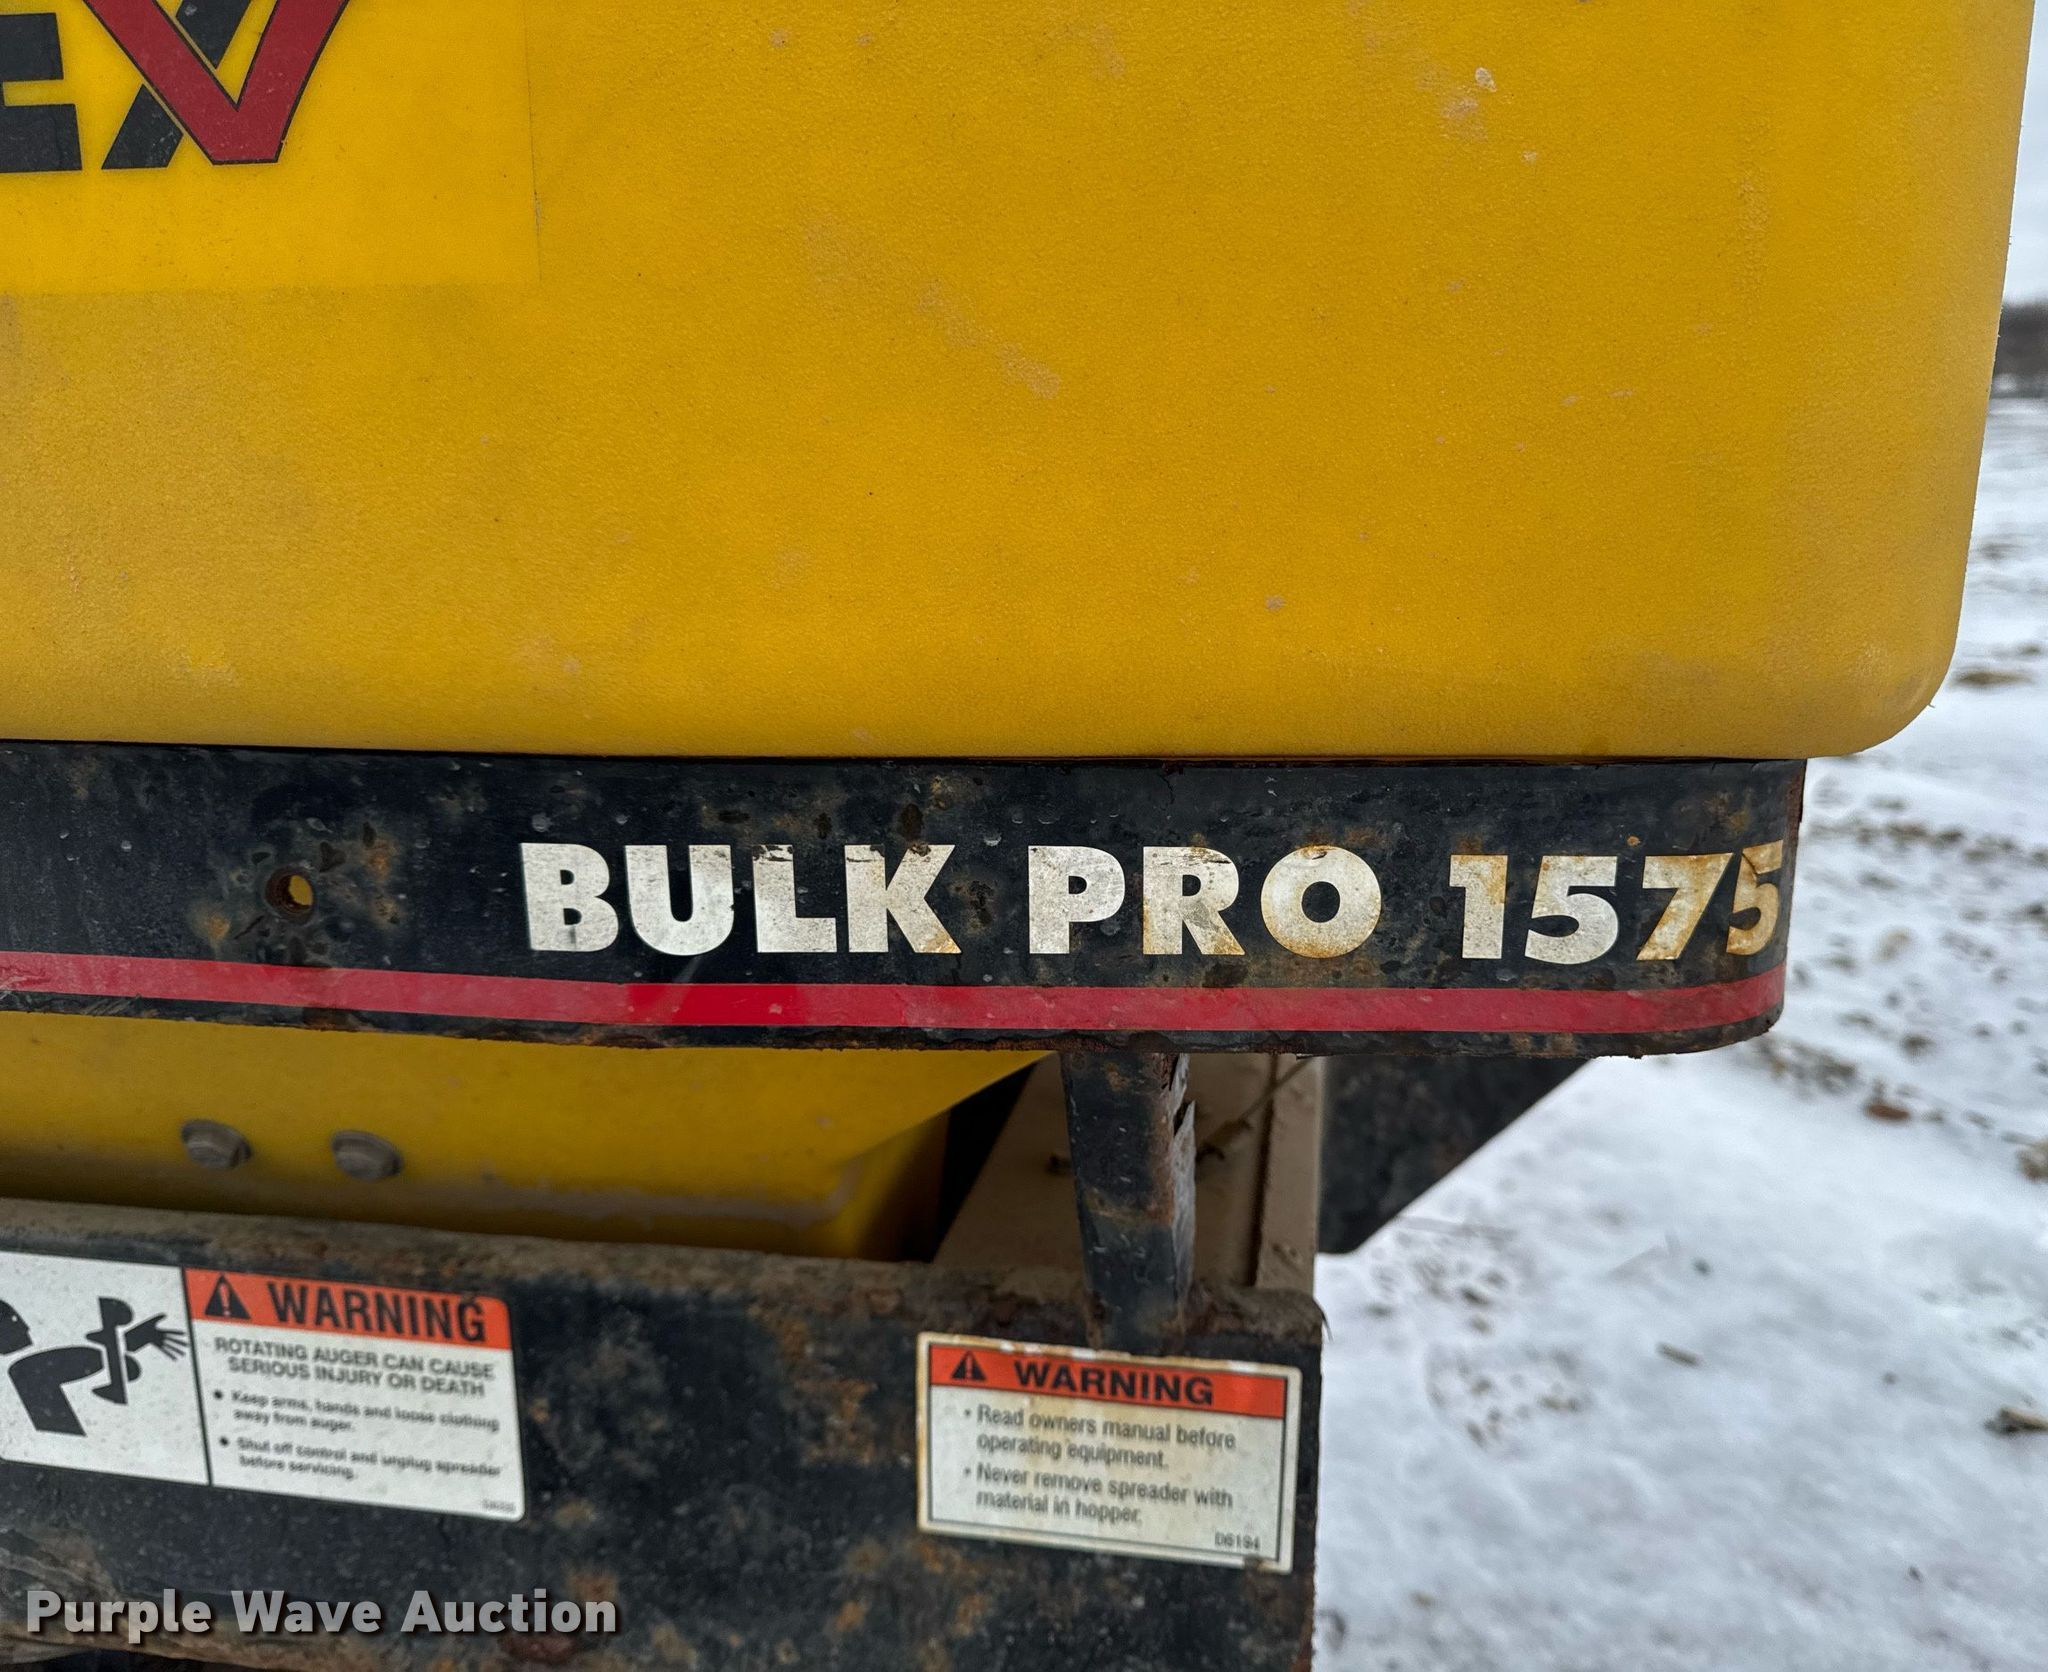 EX
BULK PRO 1575
WARNING
ROTATING AUGER CAN CAUSE
SERIOUS INJURY OR DEATH
• Keep arms, hands and loose clothing
away from auger.
• Shut off control and unplug spreader
before servicing.
WARNING
• Read owners manual before
operating equipment.
• Never remove spreader with
material in hopper.
D6194
Purple Wave Auction